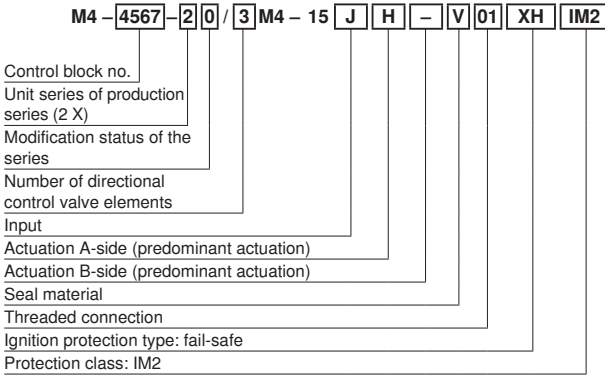 M4 – 4567 – 2 0 / 3 M4 – 15 J H – V 01 XH IM2
Control block no.
Unit series of production
series (2 X)
Modification status of the
series
Number of directional
control valve elements
Input
Actuation A-side (predominant actuation)
Actuation B-side (predominant actuation)
Seal material
Threaded connection
Ignition protection type: fail-safe
Protection class: IM2